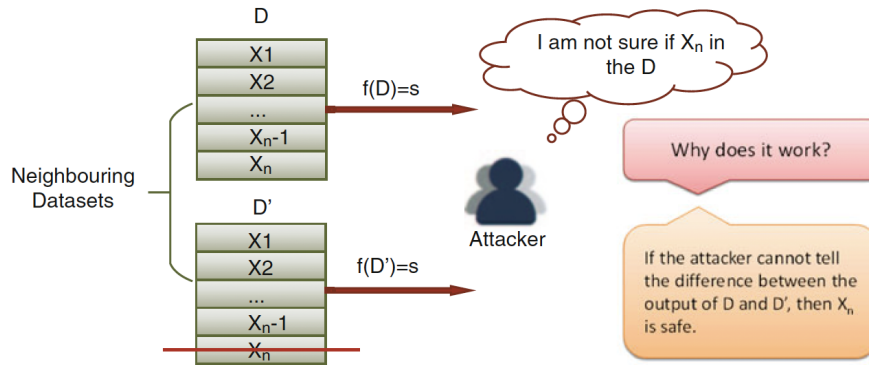 D
X1
X2
...
Xn-1
Xn
f(D)=s
Neighbouring
Datasets
D’
X1
X2
...
Xn-1
Xn
f(D’)=s
I am not sure if Xn in
the D
Attacker
Why does it work?
If the attacker cannot tell
the difference between the
output of D and D’, then Xn
is safe.